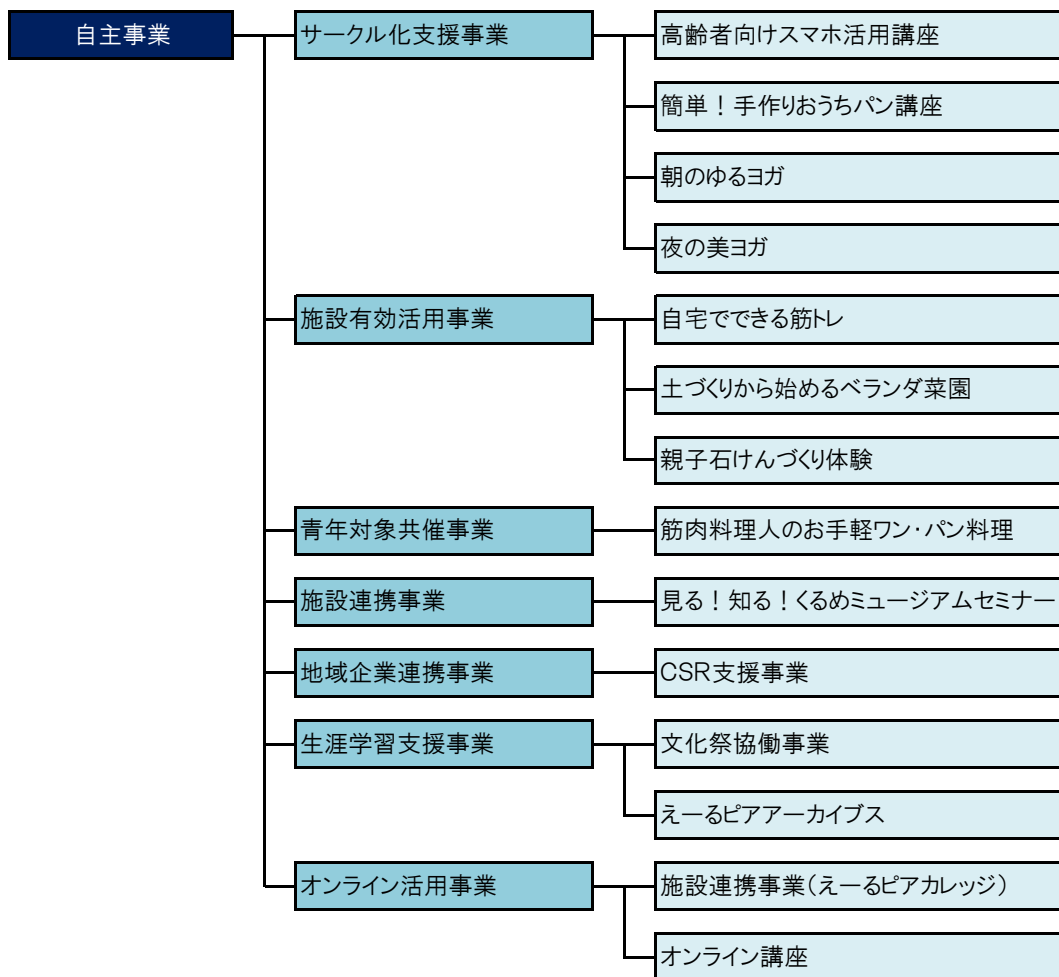 自主事業
サークル化支援事業
高齢者向けスマホ活用講座
簡単！手作りおうちパン講座
朝のゆるヨガ
夜の美ヨガ
施設有効活用事業
自宅でできる筋トレ
土づくりから始めるベランダ菜園
親子石けんづくり体験
青年対象共催事業
筋肉料理人のお手軽ワン・パン料理
施設連携事業
見る！知る！くるめミュージアムセミナー
地域企業連携事業
CSR支援事業
生涯学習支援事業
文化祭協働事業
えーるピアアーカイブス
オンライン活用事業
施設連携事業（えーるピアカレッジ）
オンライン講座